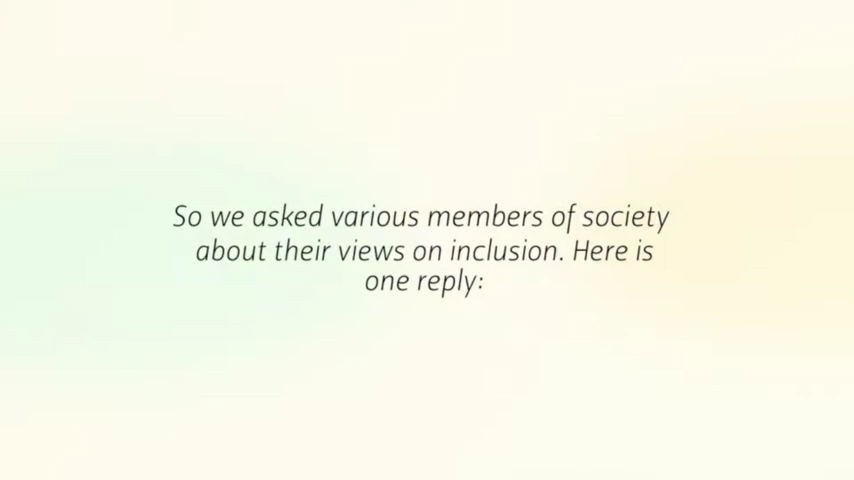 So we asked various members of society
about their views on inclusion. Here is
one reply: